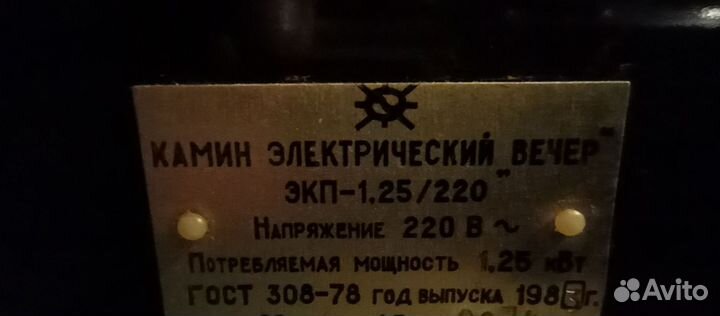 КАМИН ЭЛЕКТРИЧЕСКИЙ "ВЕЧЕР"
ЭКП-1,25/220
НАПРЯЖЕНИЕ 220 В ~
ПОТРЕБЛЯЕМАЯ МОЩНОСТЬ 1,25 кВт
ГОСТ 308-78 ГОД ВЫПУСКА
Avito